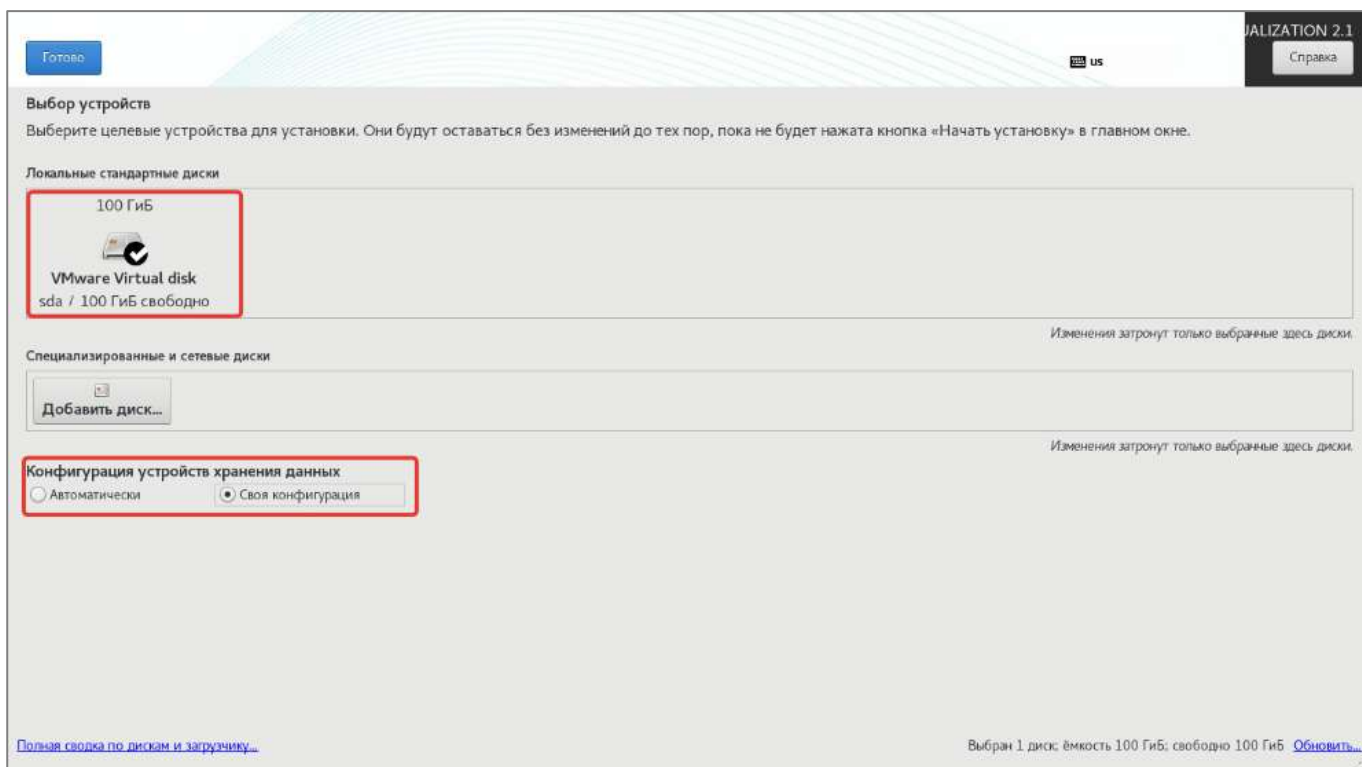 UALIZATION 2.1
Готово
us
Справка
Выбор устройств
Выберите целевые устройства для установки. Они будут оставаться без изменений до тех пор, пока не будет нажата кнопка «Начать установку» в главном окне.
Локальные стандартные диски
100 ГиБ
VMware Virtual disk
sda / 100 ГиБ свободно
Изменения затронут только выбранные здесь диски.
Специализированные и сетевые диски
Добавить диск...
Изменения затронут только выбранные здесь диски.
Конфигурация устройств хранения данных
Автоматически Своя конфигурация
Полная сводка по дискам и загрузчику... Выбран 1 диск; ёмкость 100 ГиБ; свободно 100 ГиБ Обновить...